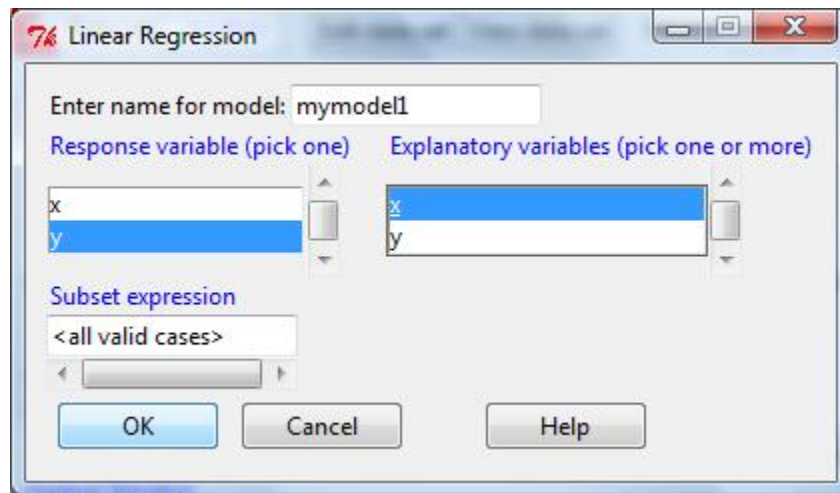 Linear Regression
Enter name for model: mymodel1
Response variable (pick one) Explanatory variables (pick one or more)
x x
y y
Subset expression
<all valid cases>
OK Cancel Help